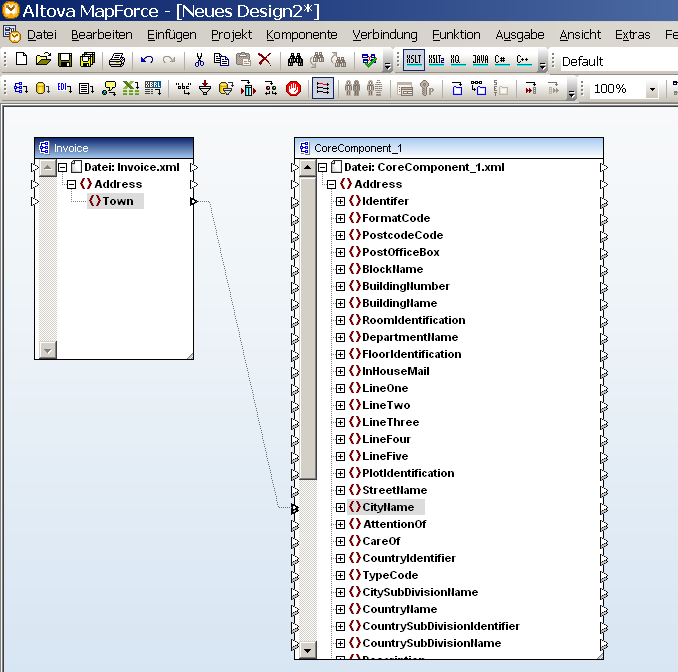 Altova MapForce - [Neues Design2*]
Datei Bearbeiten Einfügen Projekt Komponente Verbindung Funktion Ausgabe Ansicht Extras Fe
XSLT XSLT2 XQ. JAVA C# C++ Default
EDI 100%
Invoice
Datei: Invoice.xml
Address
Town
CoreComponent_1
Datei: CoreComponent_1.xml
Address
Identifer
FormatCode
PostcodeCode
PostOfficeBox
BlockName
BuildingNumber
BuildingName
RoomIdentification
DepartmentName
FloorIdentification
InHouseMail
LineOne
LineTwo
LineThree
LineFour
LineFive
PlotIdentification
StreetName
CityName
AttentionOf
CareOf
CountryIdentifier
TypeCode
CitySubDivisionName
CountryName
CountrySubDivisionIdentifier
CountrySubDivisionName